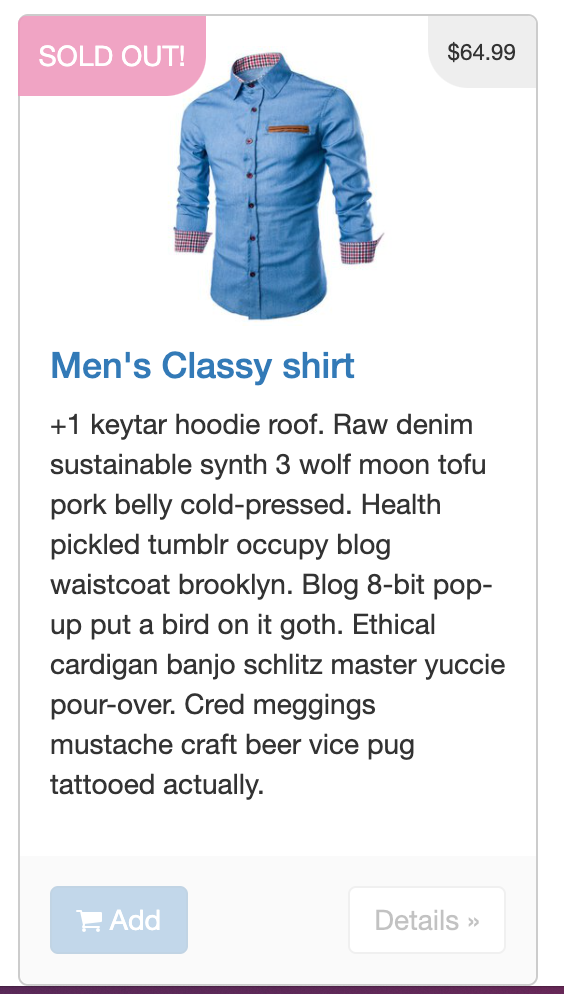 SOLD OUT!
$64.99
Men's Classy shirt
+1 keytar hoodie roof. Raw denim
sustainable synth 3 wolf moon tofu
pork belly cold-pressed. Health
pickled tumblr occupy blog
waistcoat brooklyn. Blog 8-bit pop-
up put a bird on it goth. Ethical
cardigan banjo schlitz master yuccie
pour-over. Cred meggings
mustache craft beer vice pug
tattooed actually.
Add
Details »